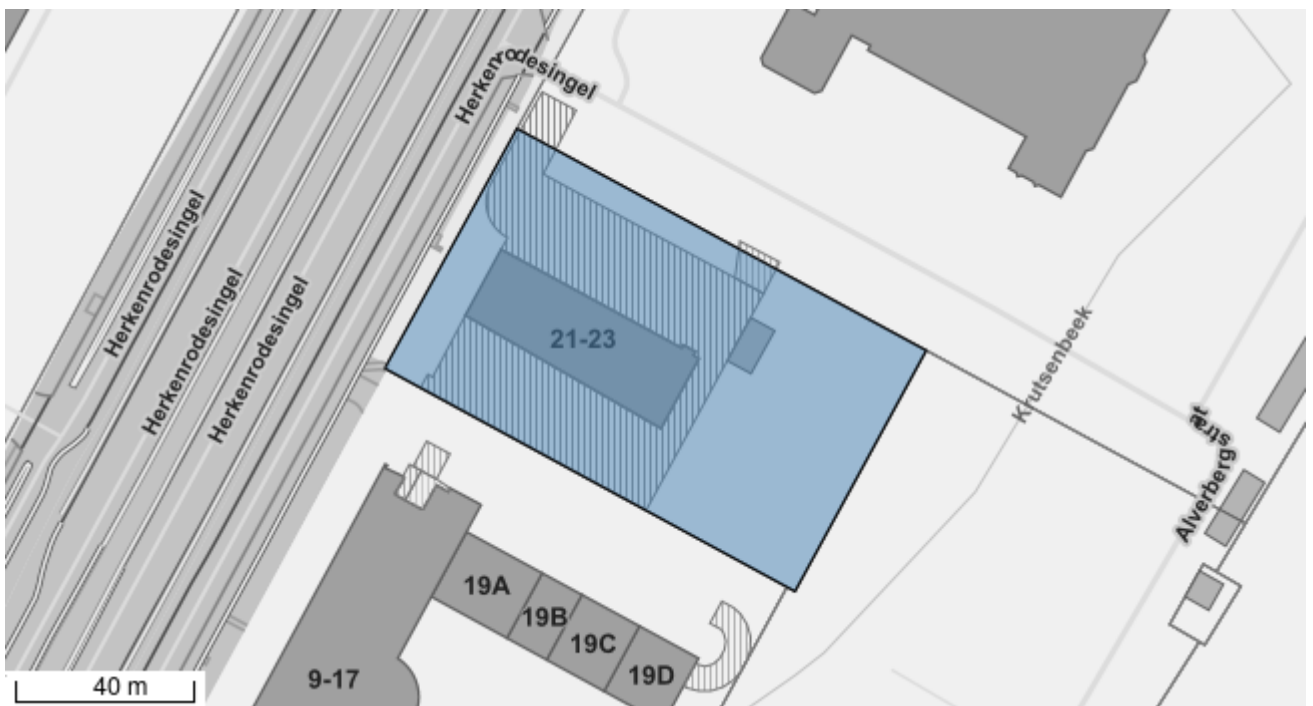 Herkenrodesingel
Herkenrodesingel
Herkenrodesingel
Herkenrodesingel
21-23
Krutsenbeek
Alverbergstraat
19A
19B
19C
19D
9-17
40 m